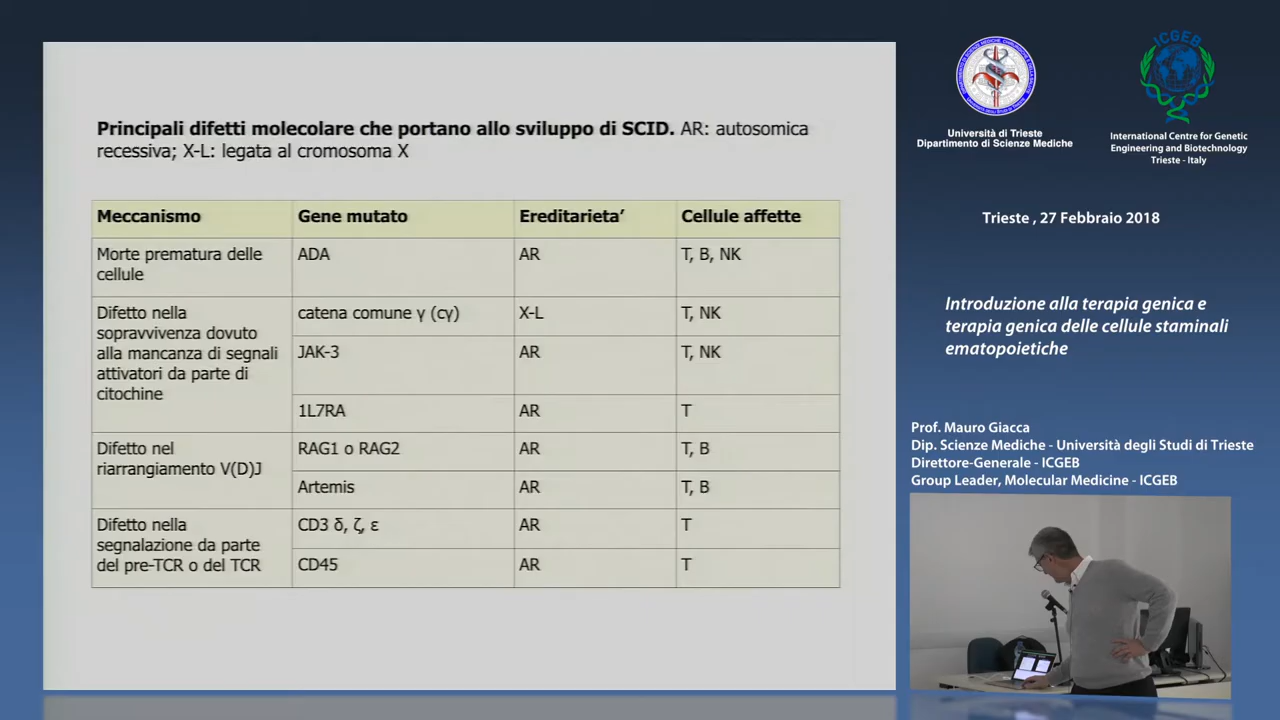 Principali difetti molecolare che portano allo sviluppo di SCID. AR: autosomica
recessiva; X-L: legata al cromosoma X
Meccanismo Gene mutato Ereditarieta’ Cellule affette
Morte prematura delle
cellule
ADA AR T, B, NK
Difetto nella
sopravvivenza dovuto
alla mancanza di segnali
attivatori da parte di
citochine
catena comune γ (cγ) X-L T, NK
JAK-3 AR T, NK
1L7RA AR T
Difetto nel
riarrangiamento V(D)J
RAG1 o RAG2 AR T, B
Artemis AR T, B
Difetto nella
segnalazione da parte
del pre-TCR o del TCR
CD3 δ, ζ, ε AR T
CD45 AR T
Università di Trieste
Dipartimento di Scienze Mediche
ICGEB
International Centre for Genetic
Engineering and Biotechnology
Trieste - Italy
Trieste , 27 Febbraio 2018
Introduzione alla terapia genica e
terapia genica delle cellule staminali
ematopoietiche
Prof. Mauro Giacca
Dip. Scienze Mediche - Università degli Studi di Trieste
Direttore-Generale - ICGEB
Group Leader, Molecular Medicine - ICGEB